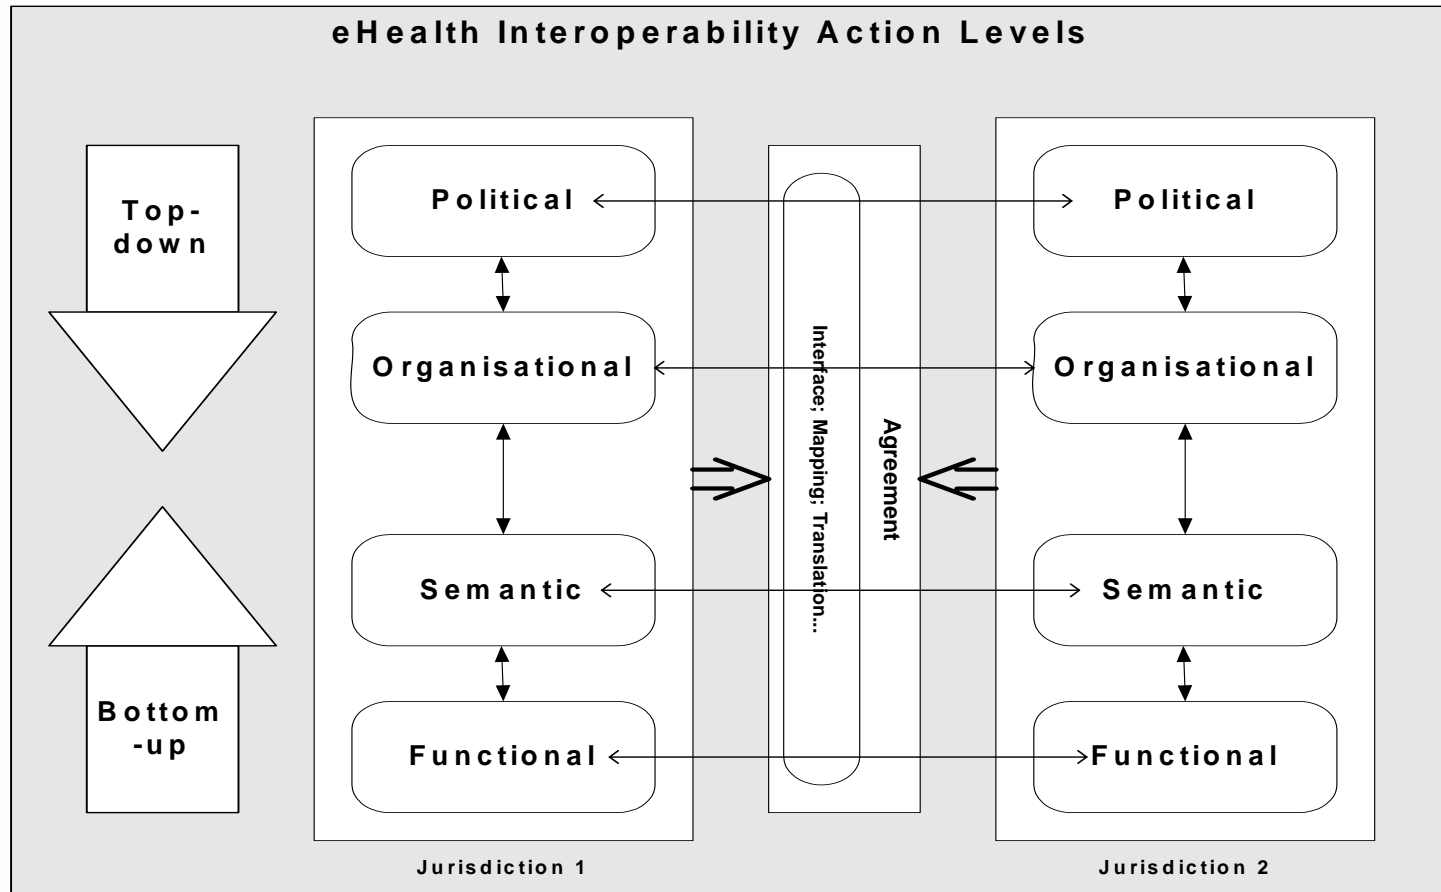 eHealth Interoperability Action Levels
Top-
down
Bottom
-up
Political
Organisational
Semantic
Functional
Jurisdiction 1
Interface; Mapping; Translation...
Agreement
Political
Organisational
Semantic
Functional
Jurisdiction 2